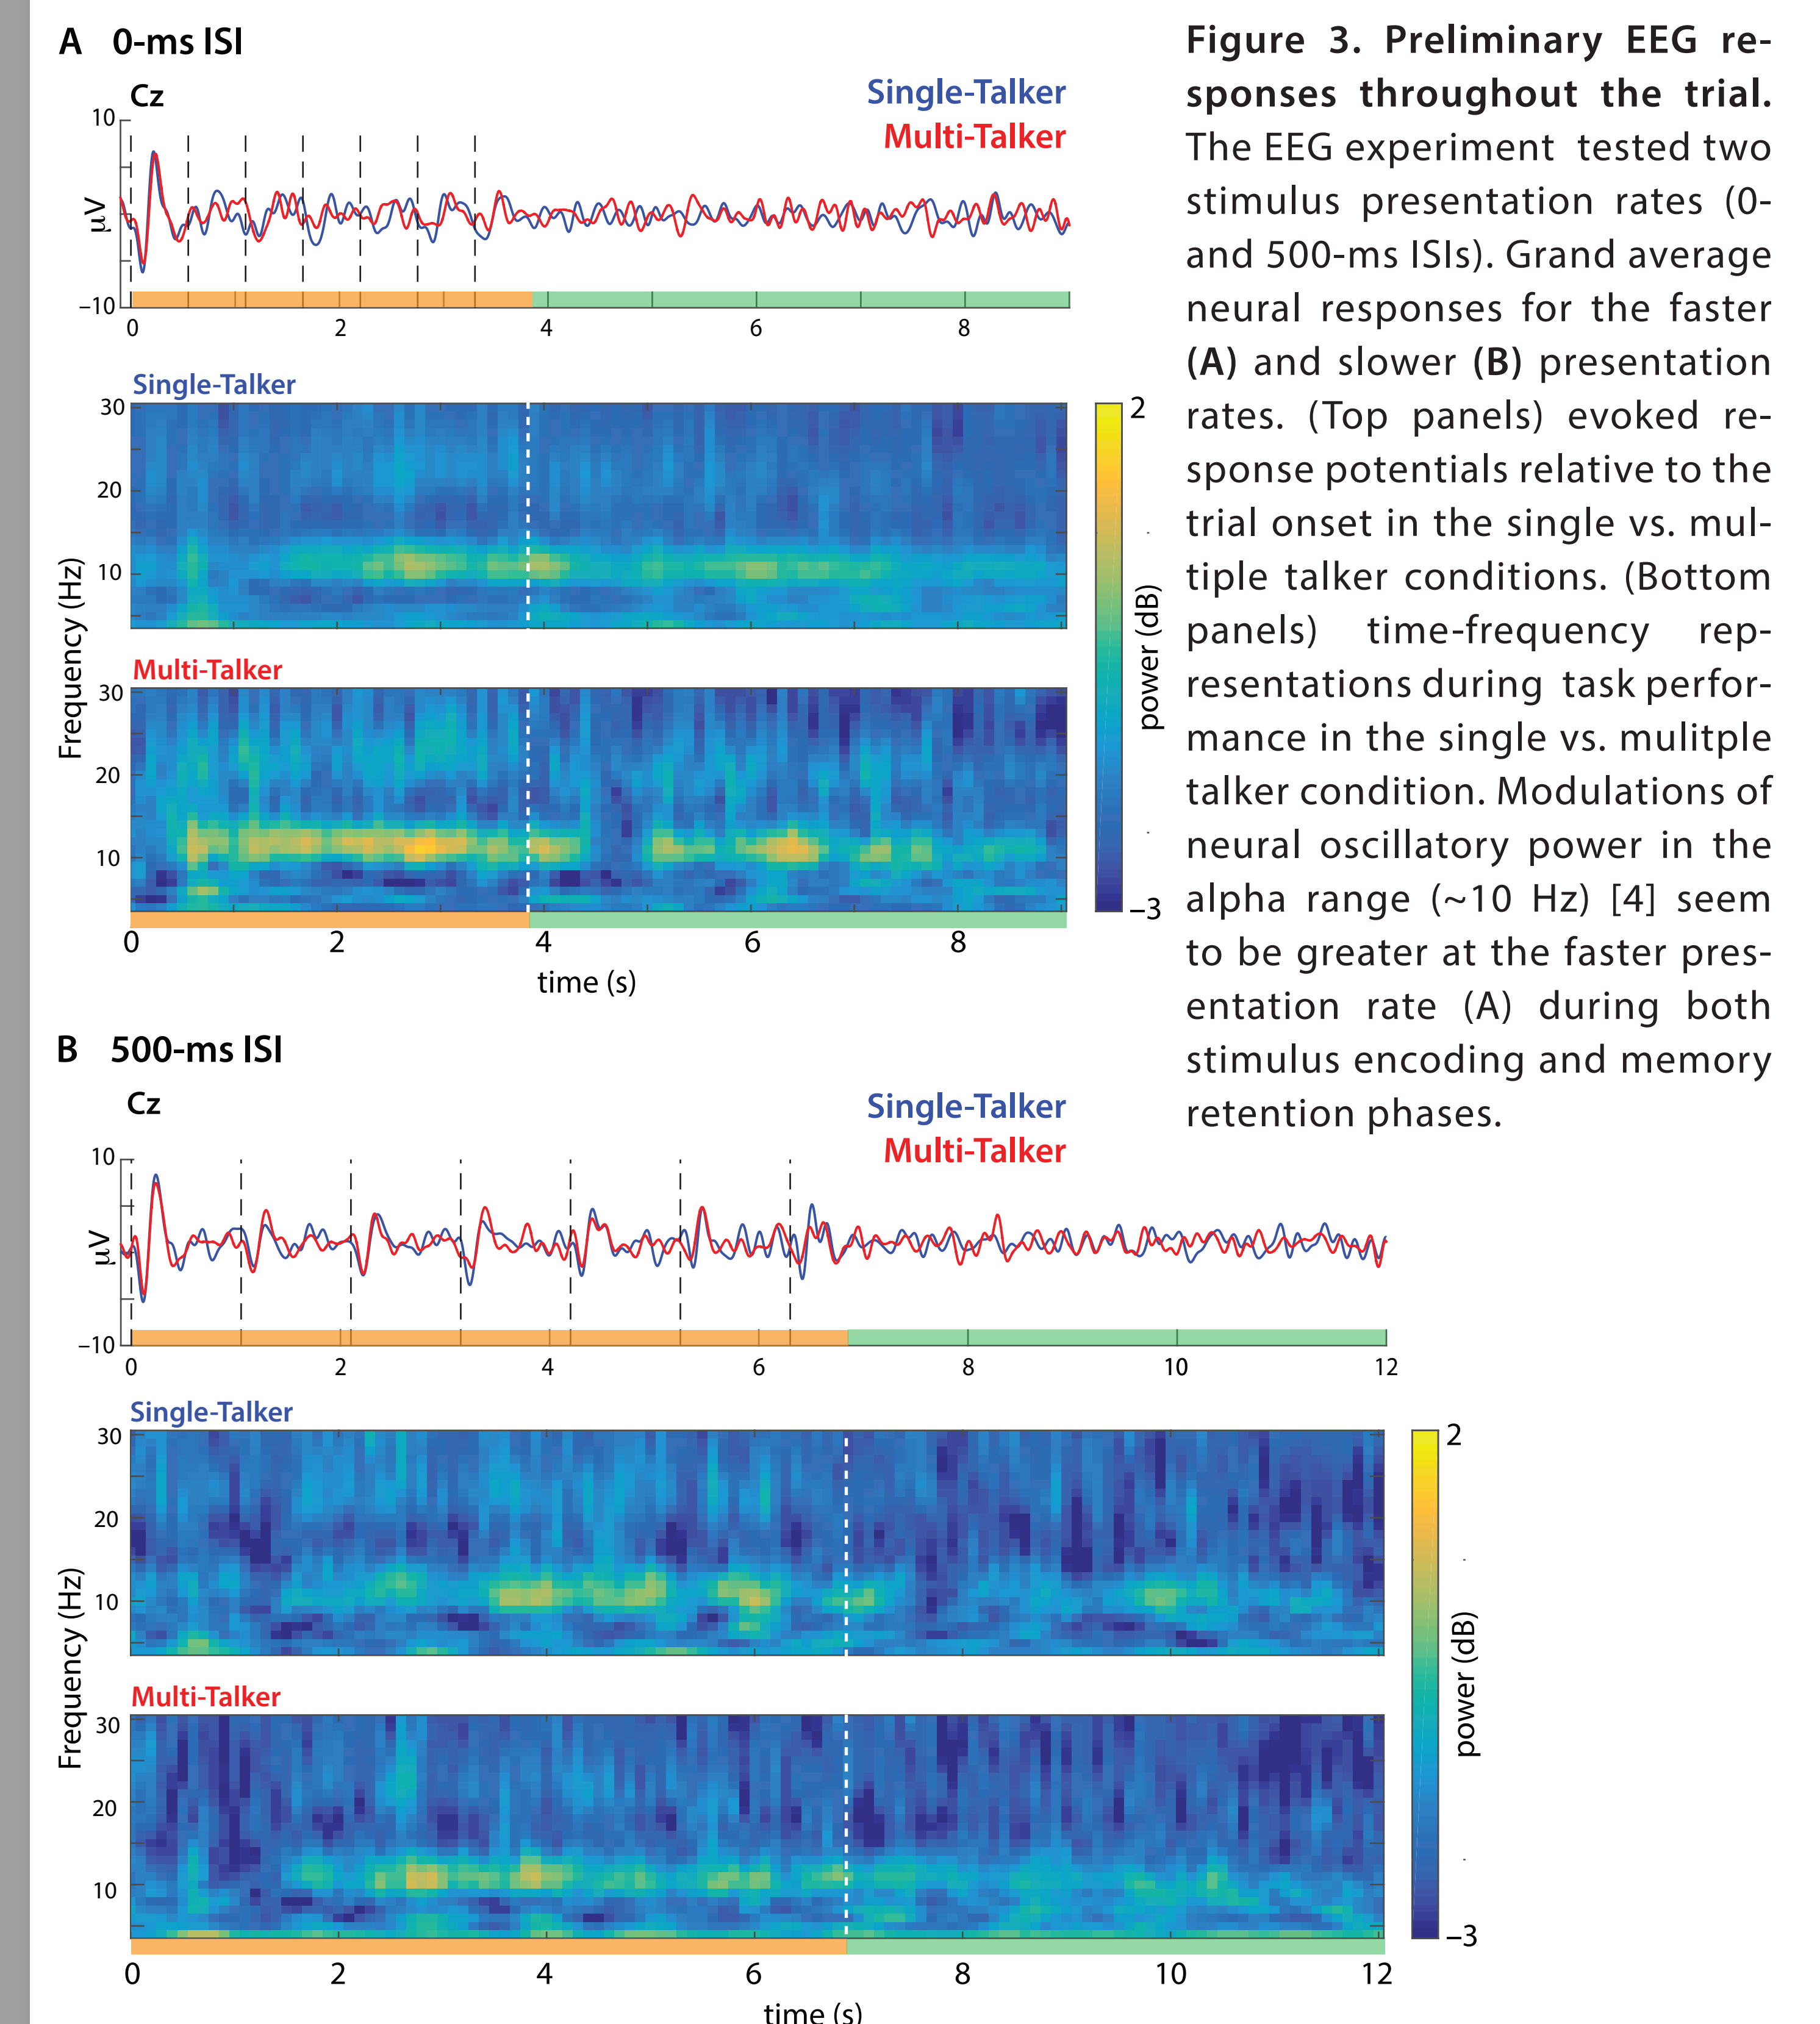 A 0-ms ISI
Cz
Single-Talker
Multi-Talker
10
µV
−10
0 2 4 6 8
Single-Talker
30
20
10
Multi-Talker
30
20
10
Frequency (Hz)
0 2 4 6 8
time (s)
2
power (dB)
−3
Figure 3. Preliminary EEG re-
sponses throughout the trial.
The EEG experiment tested two
stimulus presentation rates (0-
and 500-ms ISIs). Grand average
neural responses for the faster
(A) and slower (B) presentation
rates. (Top panels) evoked re-
sponse potentials relative to the
trial onset in the single vs. mul-
tiple talker conditions. (Bottom
panels) time-frequency rep-
resentations during task perfor-
mance in the single vs. mulitple
talker condition. Modulations of
neural oscillatory power in the
alpha range (~10 Hz) [4] seem
to be greater at the faster pres-
entation rate (A) during both
stimulus encoding and memory
retention phases.
B 500-ms ISI
Cz
Single-Talker
Multi-Talker
10
µV
−10
0 2 4 6 8 10 12
Single-Talker
30
20
10
Multi-Talker
30
20
10
Frequency (Hz)
0 2 4 6 8 10 12
time (s)
2
power (dB)
−3